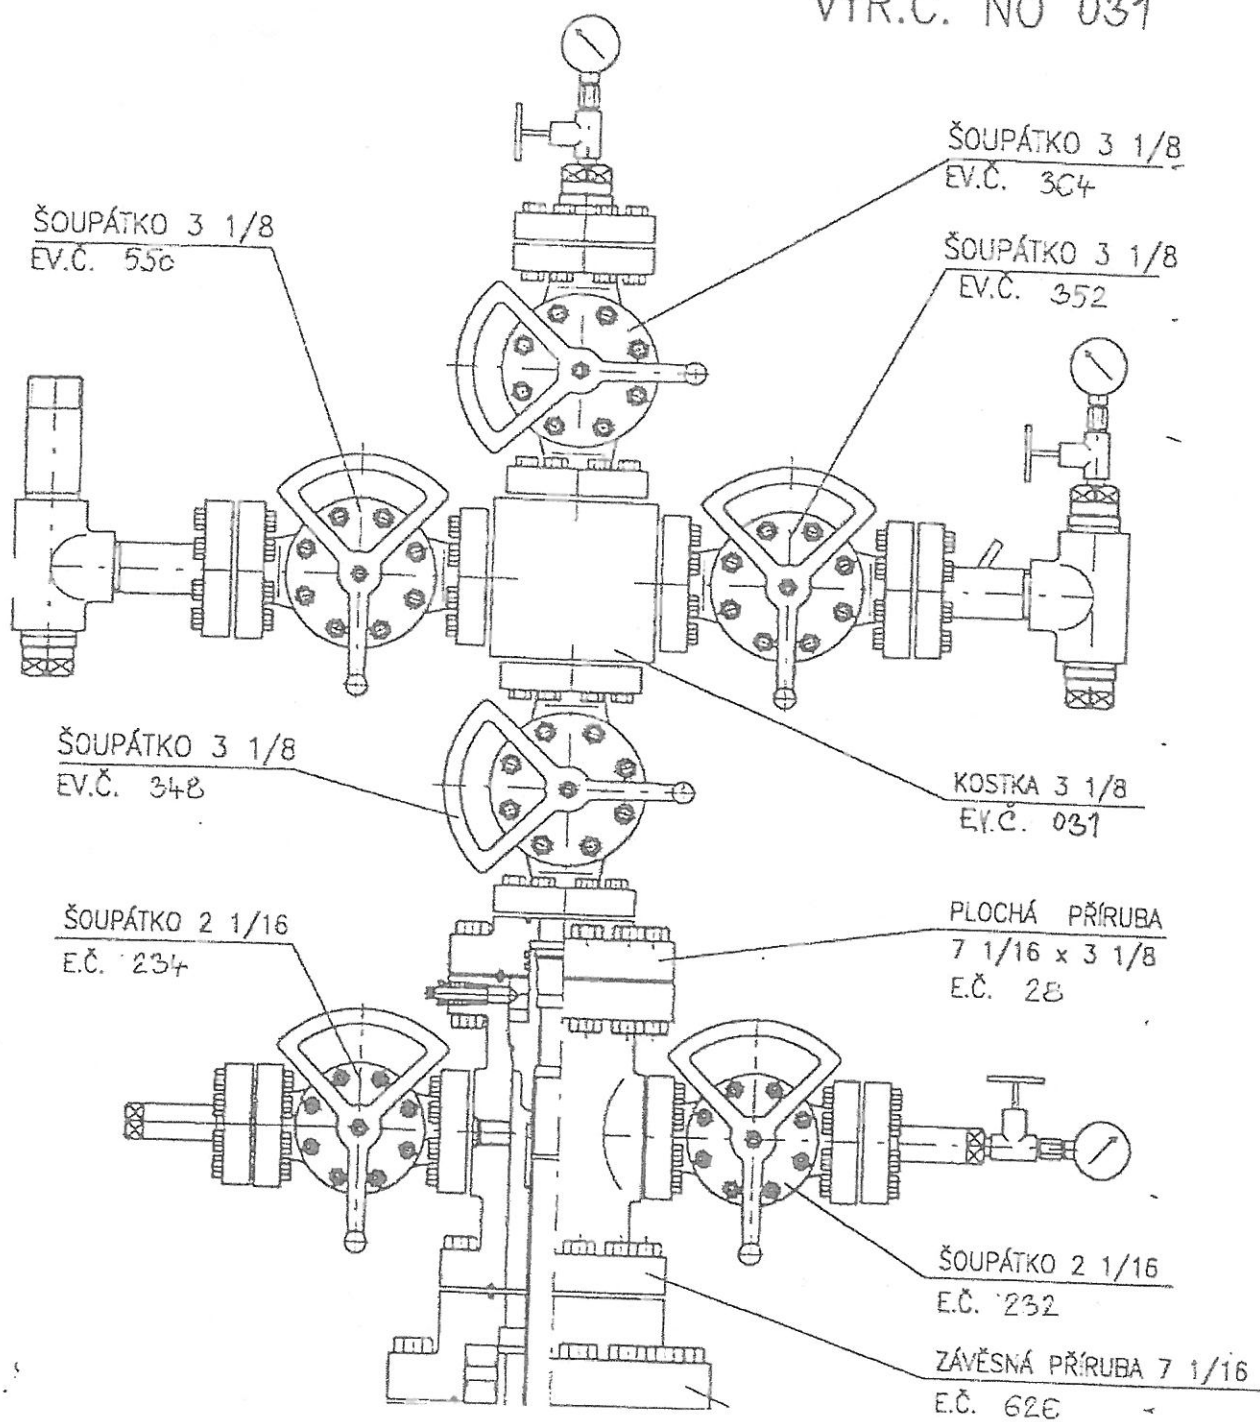 VÝR.Č. NO 031
ŠOUPÁTKO 3 1/8
EV.Č. 364
ŠOUPÁTKO 3 1/8
EV.Č. 550
ŠOUPÁTKO 3 1/8
EV.Č. 352
ŠOUPÁTKO 3 1/8
EV.Č. 348
KOSTKA 3 1/8
EV.Č. 031
ŠOUPÁTKO 2 1/16
E.Č. 234
PLOCHÁ PŘÍRUBA
7 1/16 x 3 1/8
E.Č. 28
ŠOUPÁTKO 2 1/16
E.Č. 232
ZÁVĚSNÁ PŘÍRUBA 7 1/16
E.Č.